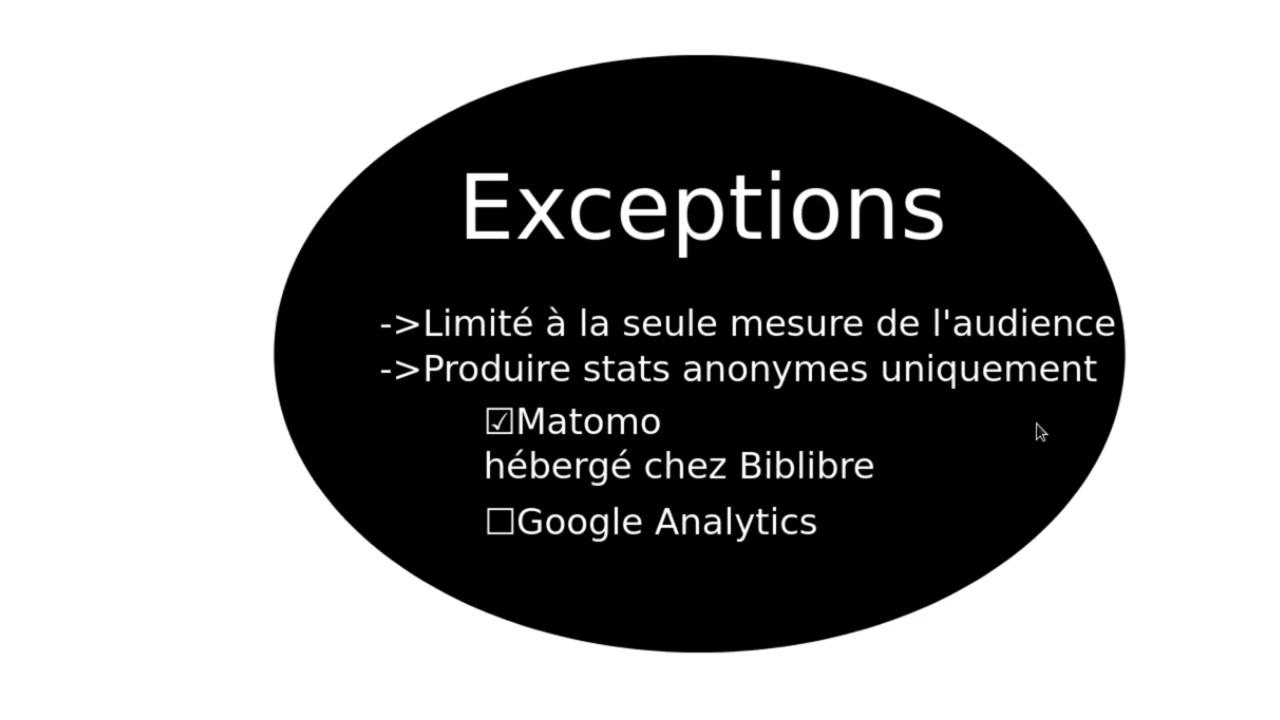 Exceptions
->Limité à la seule mesure de l'audience
->Produire stats anonymes uniquement
☑Matomo
hébergé chez Biblibre
☐Google Analytics